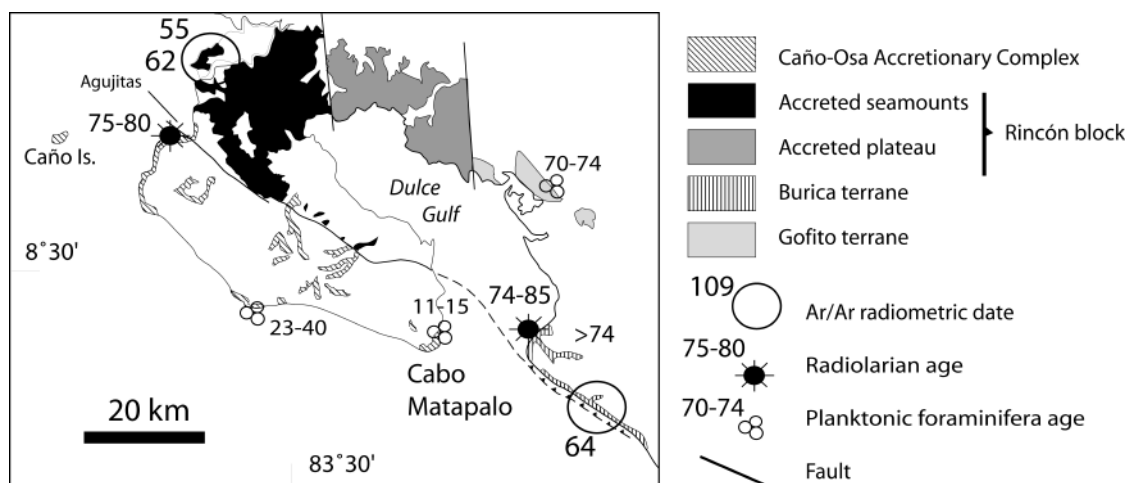 55
62
Agujitas
75-80
Caño Is.
70-74
Dulce
Gulf
8˚30'
11-15
74-85
23-40
>74
Cabo
Matapalo
20 km
64
83˚30'
Caño-Osa Accretionary Complex
Accreted seamounts
Rincón block
Accreted plateau
Burica terrane
Gofito terrane
109
Ar/Ar radiometric date
75-80
Radiolarian age
70-74
Planktonic foraminifera age
Fault